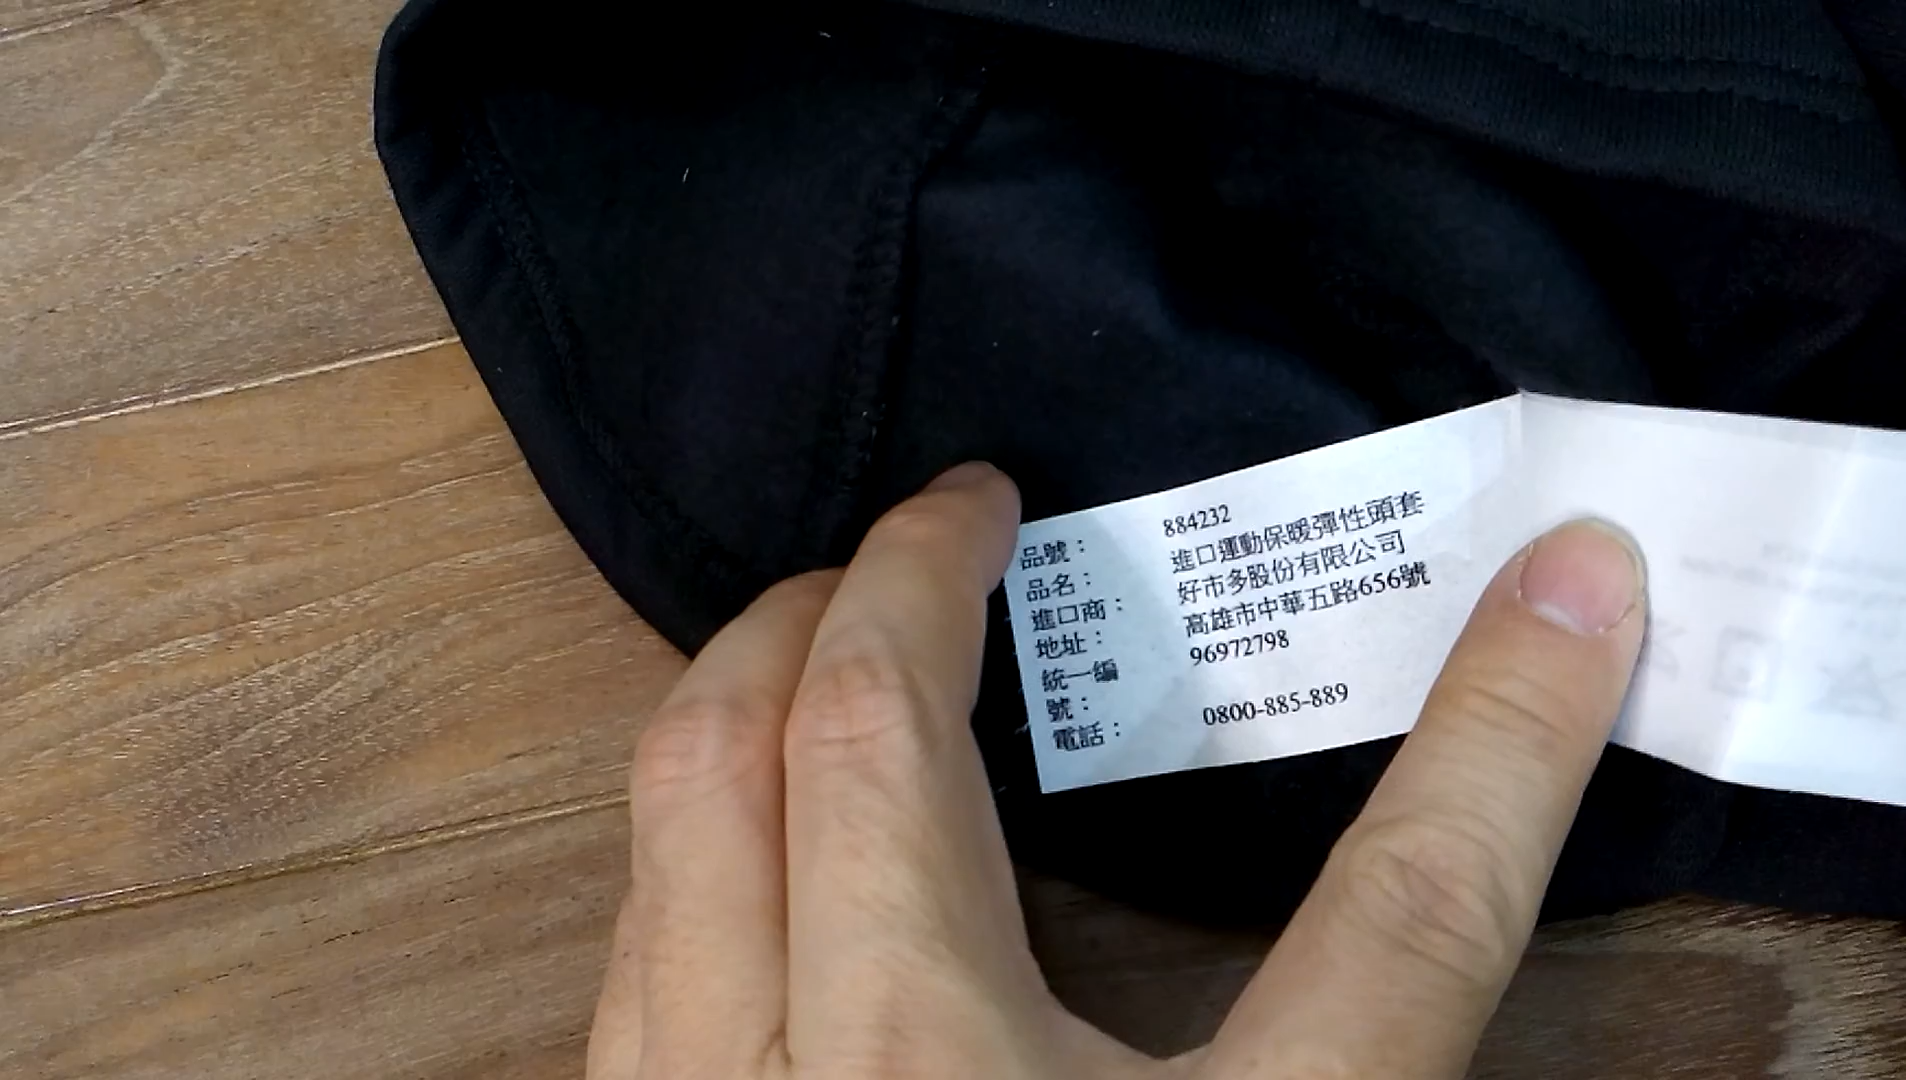 品號： 884232
品名： 進口運動保暖彈性頭套
進口商： 好市多股份有限公司
地址： 高雄市中華五路656號
統一編 96972798
號：
電話： 0800-885-889